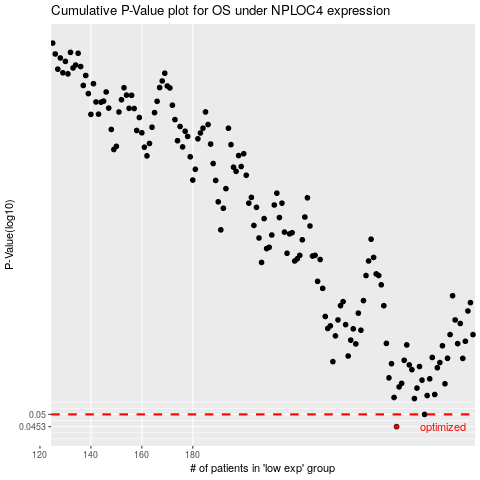 Cumulative P-Value plot for OS under NPLOC4 expression
P-Value(log10)
0.05
0.0453
optimized
120 140 160 180
# of patients in 'low exp' group